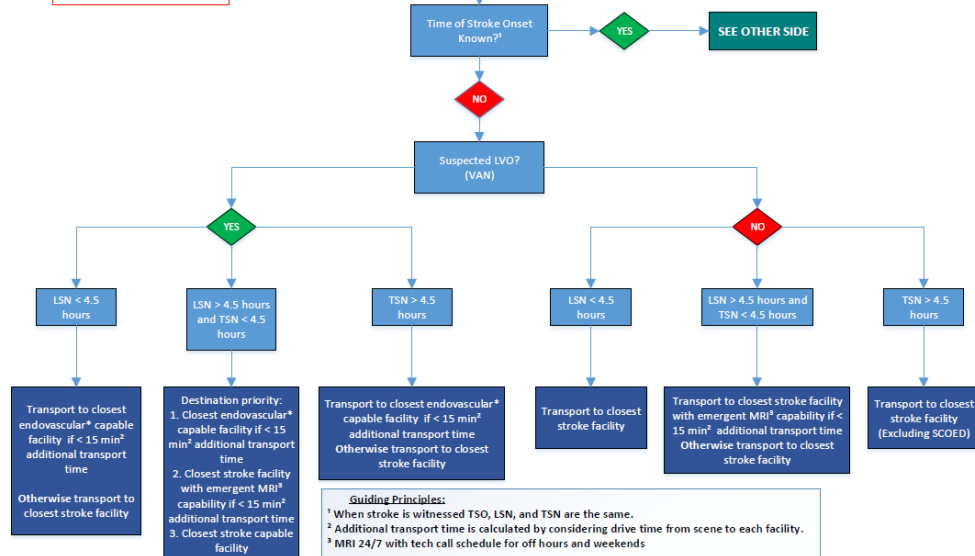 Time of Stroke Onset
Known?¹
YES
SEE OTHER SIDE
NO
Suspected LVO?
(VAN)
YES
NO
LSN < 4.5
hours
LSN > 4.5 hours
and TSN < 4.5
hours
TSN > 4.5
hours
LSN < 4.5
hours
LSN > 4.5 hours and
TSN < 4.5 hours
TSN > 4.5
hours
Transport to closest
endovascular* capable
facility if < 15 min²
additional transport
time
Otherwise transport to
closest stroke facility
Destination priority:
1. Closest endovascular*
capable facility if < 15
min² additional transport
time
2. Closest stroke facility
with emergent MRI³
capability if < 15 min²
additional transport time
3. Closest stroke capable
facility
Transport to closest endovascular*
capable facility if < 15 min²
additional transport time
Otherwise transport to closest
stroke facility
Transport to closest
stroke facility
Transport to closest stroke facility
with emergent MRI³ capability if <
15 min² additional transport time
Otherwise transport to closest
stroke facility
Transport to closest
stroke facility
(Excluding SCOED)
Guiding Principles:
¹ When stroke is witnessed TSO, LSN, and TSN are the same.
² Additional transport time is calculated by considering drive time from scene to each facility.
³ MRI 24/7 with tech call schedule for off hours and weekends